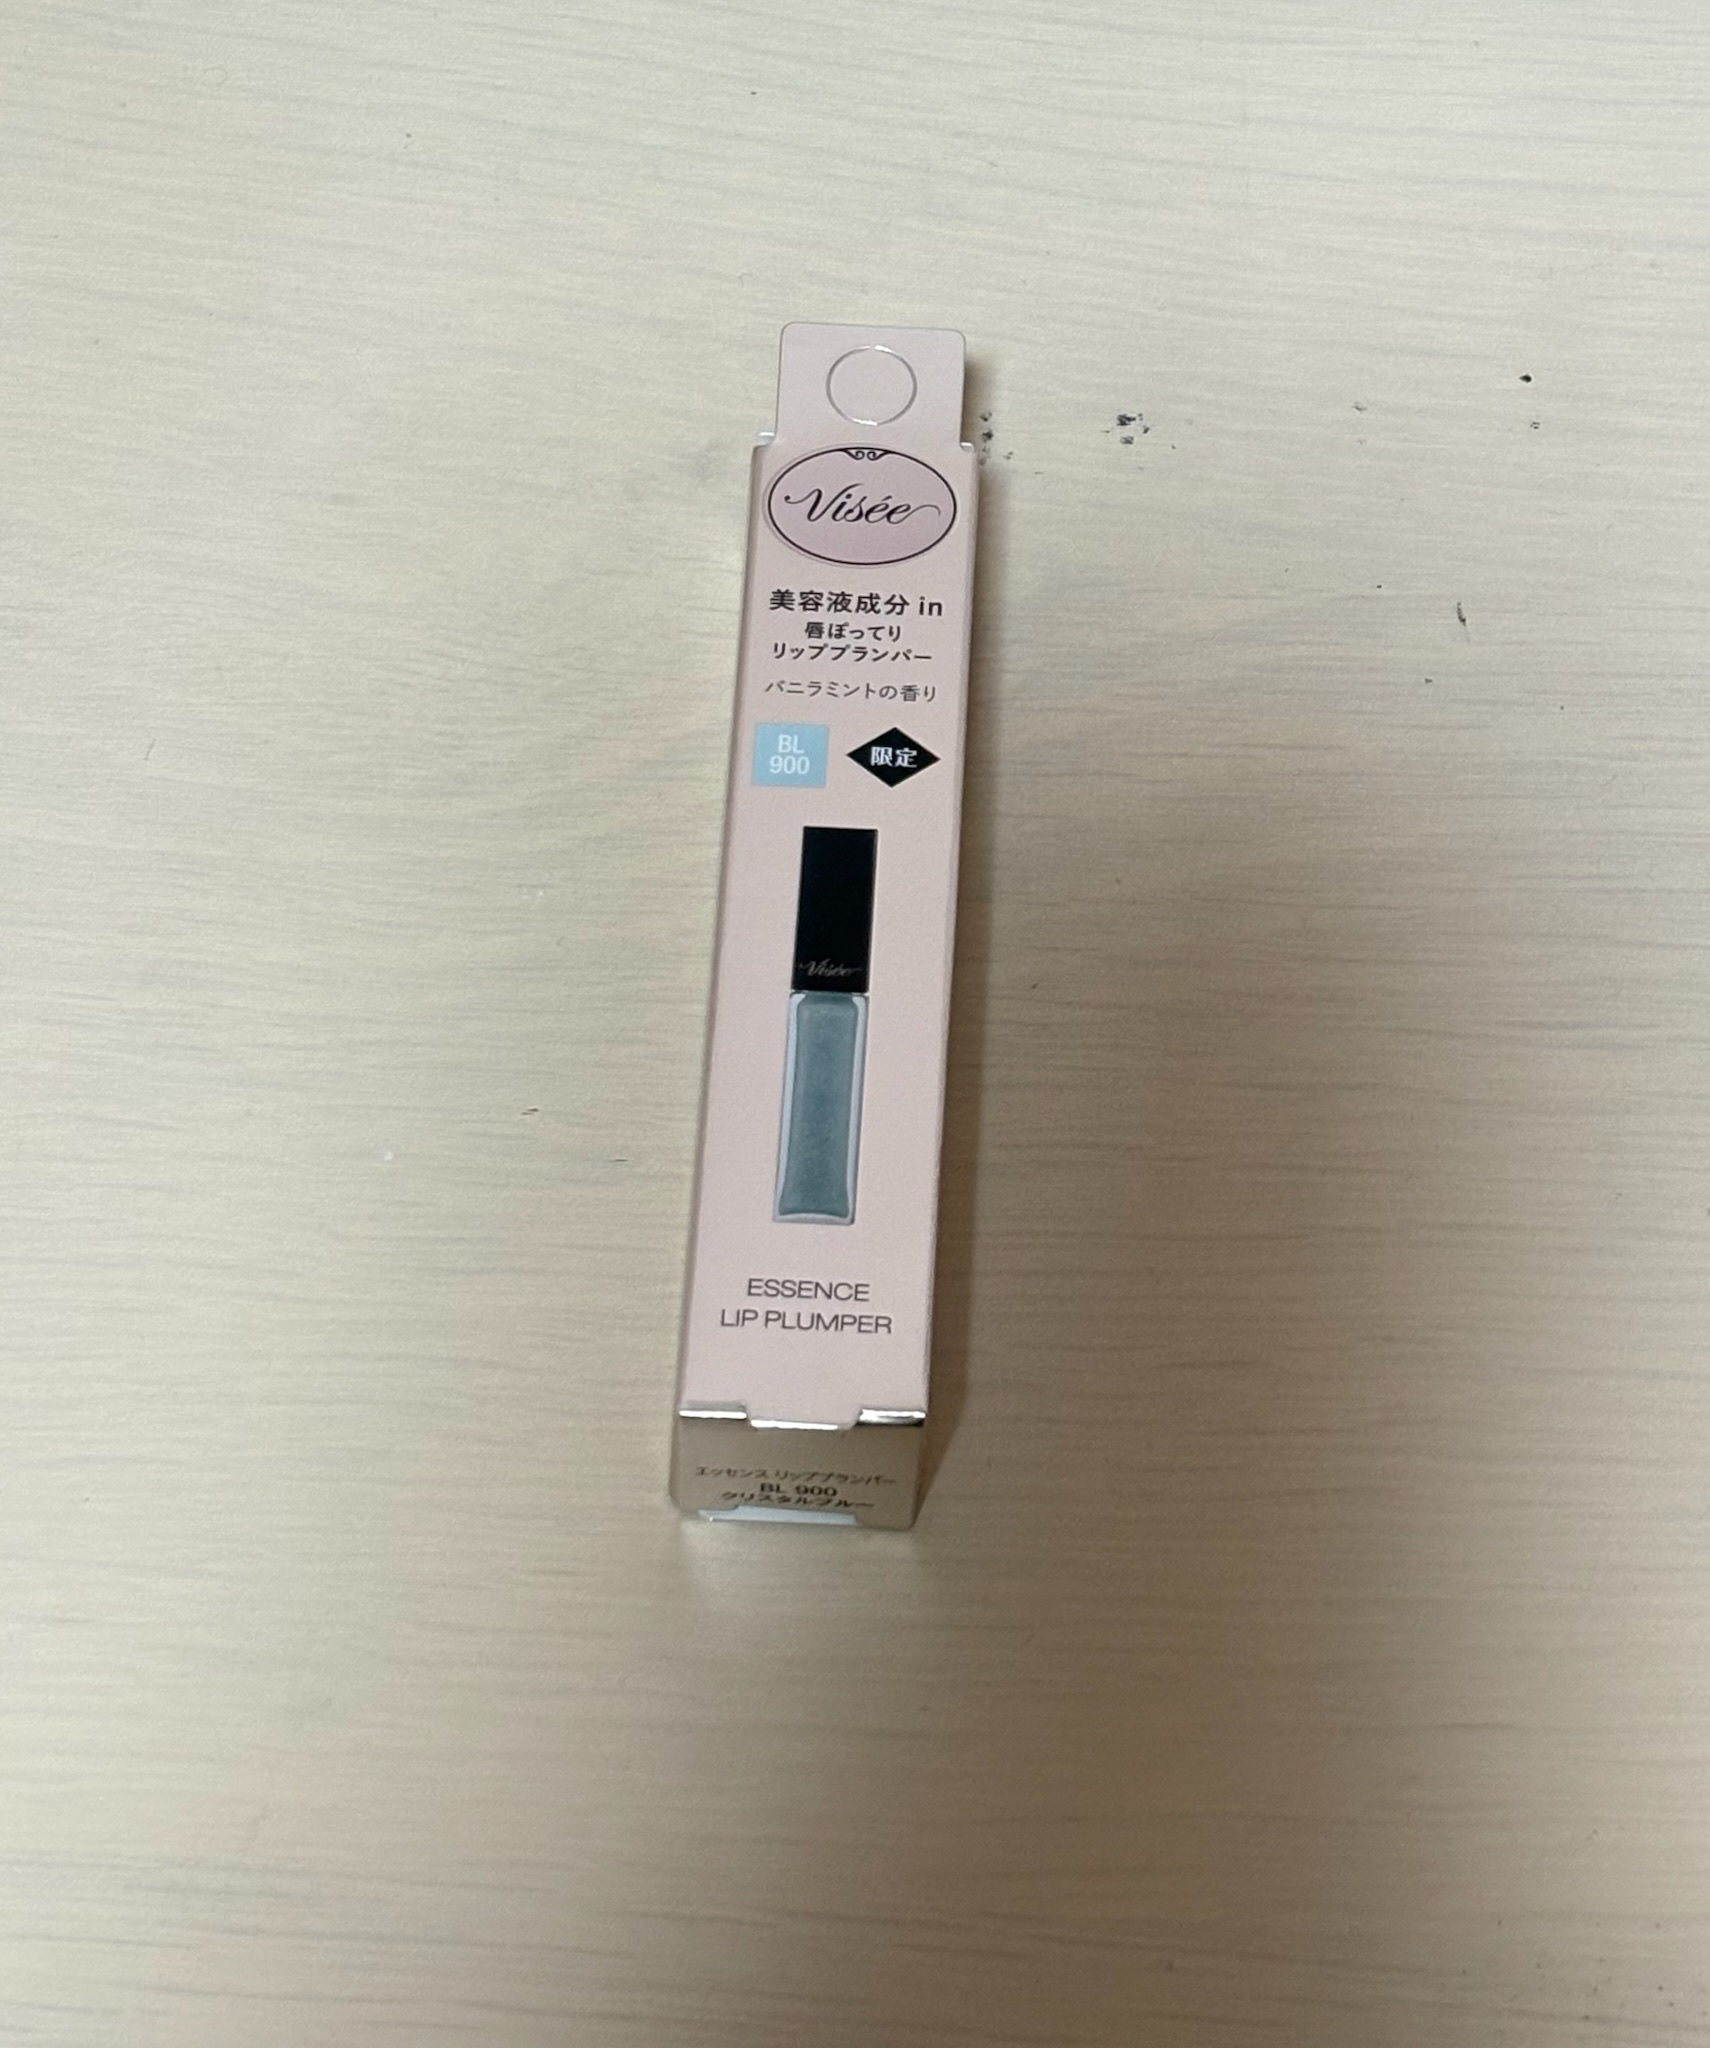 Visée
美容液成分 in
唇ぽってり
リッププランパー
バニラミントの香り
BL
900
限定
Visée
ESSENCE
LIP PLUMPER
エッセンス リッププランパー
BL 900
クリスタルブルー